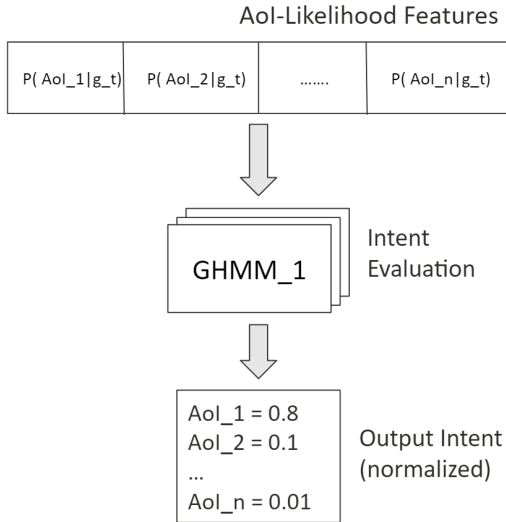 AoI-Likelihood Features
P( AoI_1|g_t)
P( AoI_2|g_t)
.......
P( AoI_n|g_t)
GHMM_1
Intent
Evaluation
AoI_1 = 0.8
AoI_2 = 0.1
...
AoI_n = 0.01
Output Intent
(normalized)